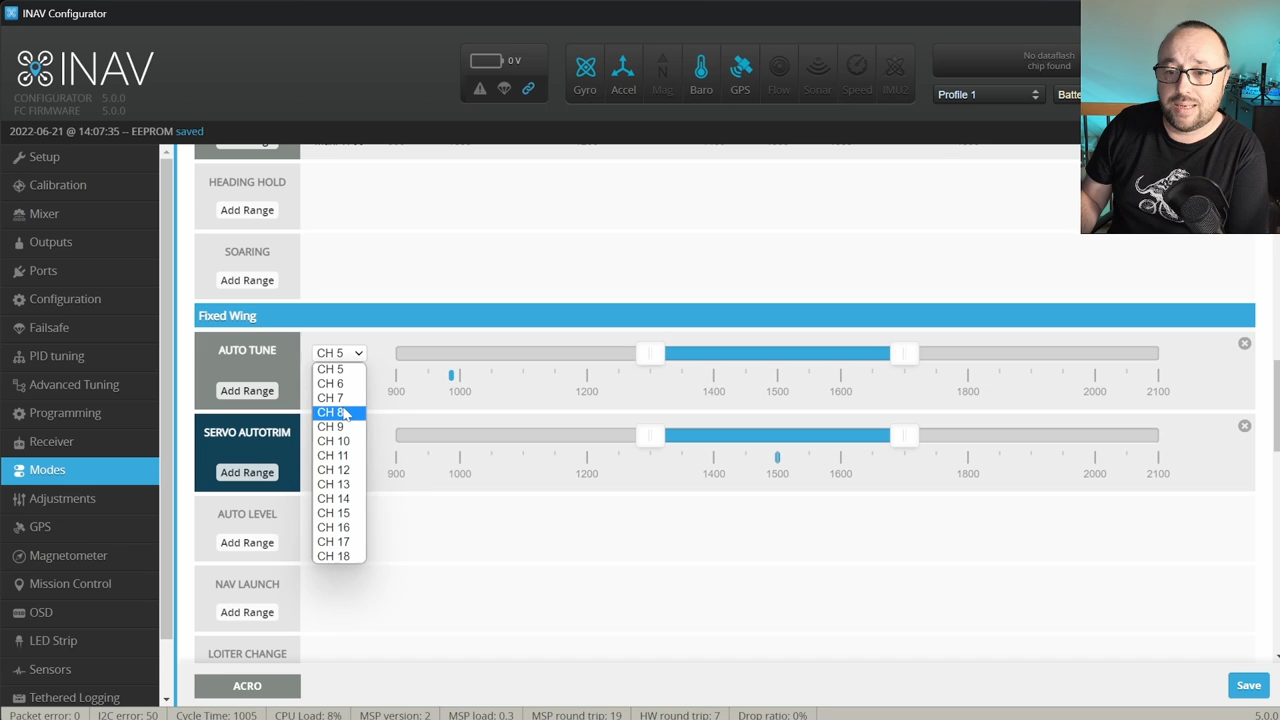 INAV Configurator
INAV
CONFIGURATOR 5.0.0
FC FIRMWARE 5.0.0
0 V
Gyro Accel Mag Baro GPS Flow Sonar Speed IMU2
No dataflash
chip found
Profile 1
Batte
2022-06-21 @ 14:07:35 -- EEPROM saved
Setup
Calibration
Mixer
Outputs
Ports
Configuration
Failsafe
PID tuning
Advanced Tuning
Programming
Receiver
Modes
Adjustments
GPS
Magnetometer
Mission Control
OSD
LED Strip
Sensors
Tethered Logging
HEADING HOLD
Add Range
SOARING
Add Range
Fixed Wing
AUTO TUNE
Add Range
CH 5
900 1000 1200 1400 1500 1600 1800 2000 2100
CH 5
CH 6
CH 7
CH 8
CH 9
CH 10
CH 11
CH 12
CH 13
CH 14
CH 15
CH 16
CH 17
CH 18
SERVO AUTOTRIM
Add Range
900 1000 1200 1400 1500 1600 1800 2000 2100
AUTO LEVEL
Add Range
NAV LAUNCH
Add Range
LOITER CHANGE
ACRO
Save
Packet error: 0 I2C error: 50 Cycle Time: 1005 CPU Load: 8% MSP version: 2 MSP load: 0.3 MSP round trip: 19 HW round trip: 7 Drop ratio: 0% 5.0.0